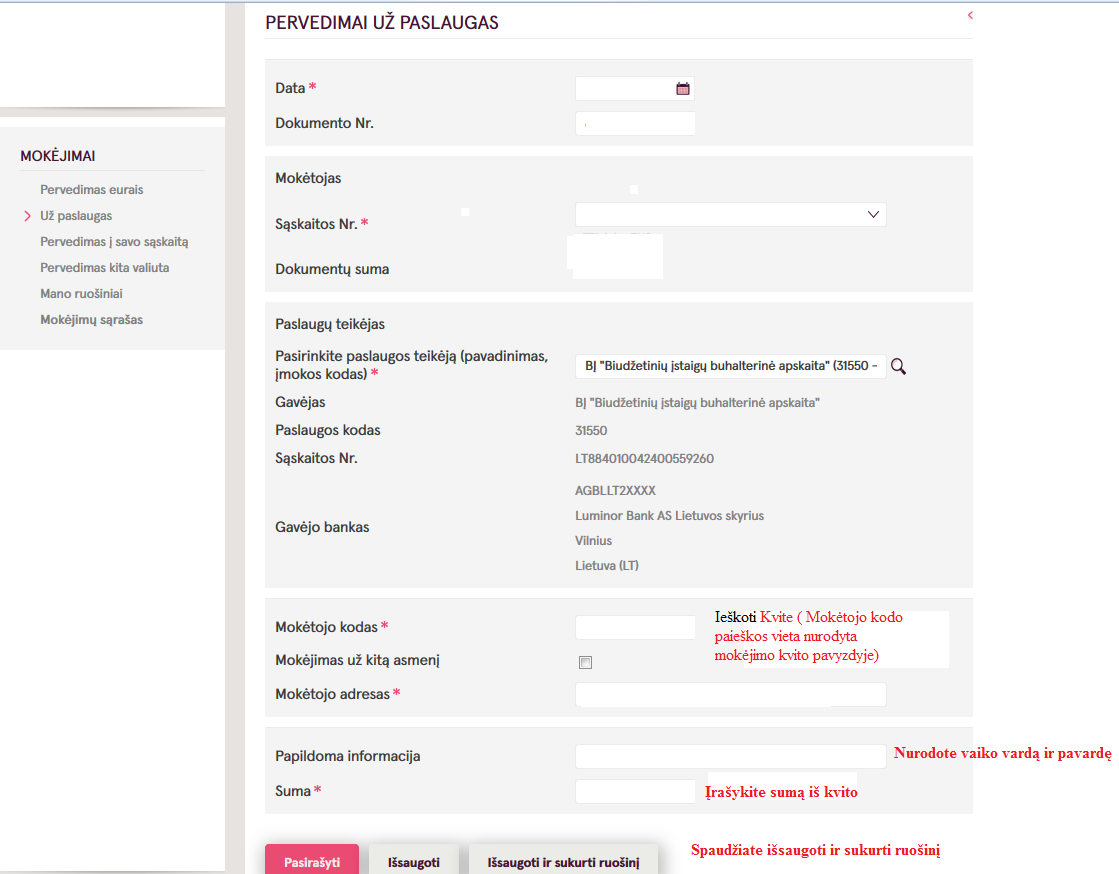 PERVEDIMAI UŽ PASLAUGAS
Data *
Dokumento Nr.
MOKĖJIMAI
Pervedimas eurais
Už paslaugas
Pervedimas į savo sąskaitą
Pervedimas kita valiuta
Mano ruošiniai
Mokėjimų sąrašas
Mokėtojas
Sąskaitos Nr. *
Dokumentų suma
Paslaugų teikėjas
Pasirinkite paslaugos teikėją (pavadinimas,
įmokos kodas) *
BĮ "Biudžetinių įstaigų buhalterinė apskaita" (31550 –
Gavėjas
BĮ "Biudžetinių įstaigų buhalterinė apskaita"
Paslaugos kodas
31550
Sąskaitos Nr.
LT884010042400559260
Gavėjo bankas
AGBLLT2XXXX
Luminor Bank AS Lietuvos skyrius
Vilnius
Lietuva (LT)
Mokėtojo kodas *
Ieškoti Kvite ( Mokėtojo kodo
paieškos vieta nurodyta
mokėjimo kvito pavyzdyje)
Mokėjimas už kitą asmenį
Mokėtojo adresas *
Papildoma informacija
Nurodote vaiko vardą ir pavardę
Suma *
Įrašykite sumą iš kvito
Pasirašyti
Išsaugoti
Išsaugoti ir sukurti ruošinį
Spaudžiate išsaugoti ir sukurti ruošinį